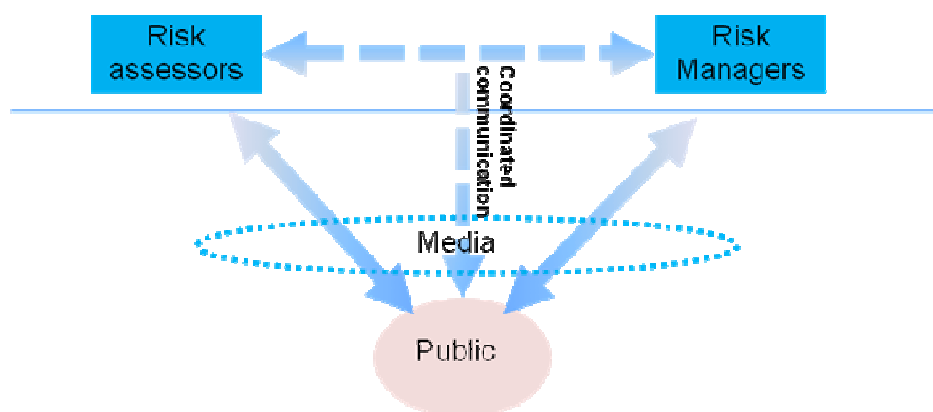 Risk
assessors
Risk
Managers
Coordinated
communication
Media
Public